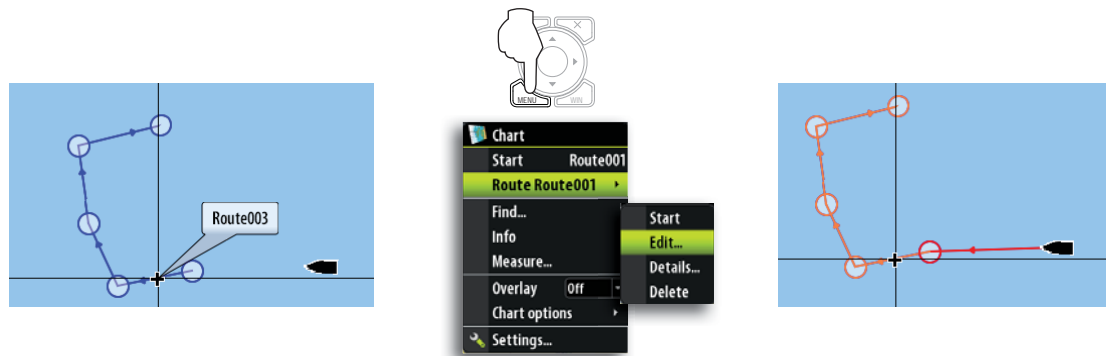 MENU
WIN
Route003
Chart
Start Route001
Route Route001
Find...
Info
Measure...
Overlay Off
Chart options
Settings...
Start
Edit...
Details...
Delete